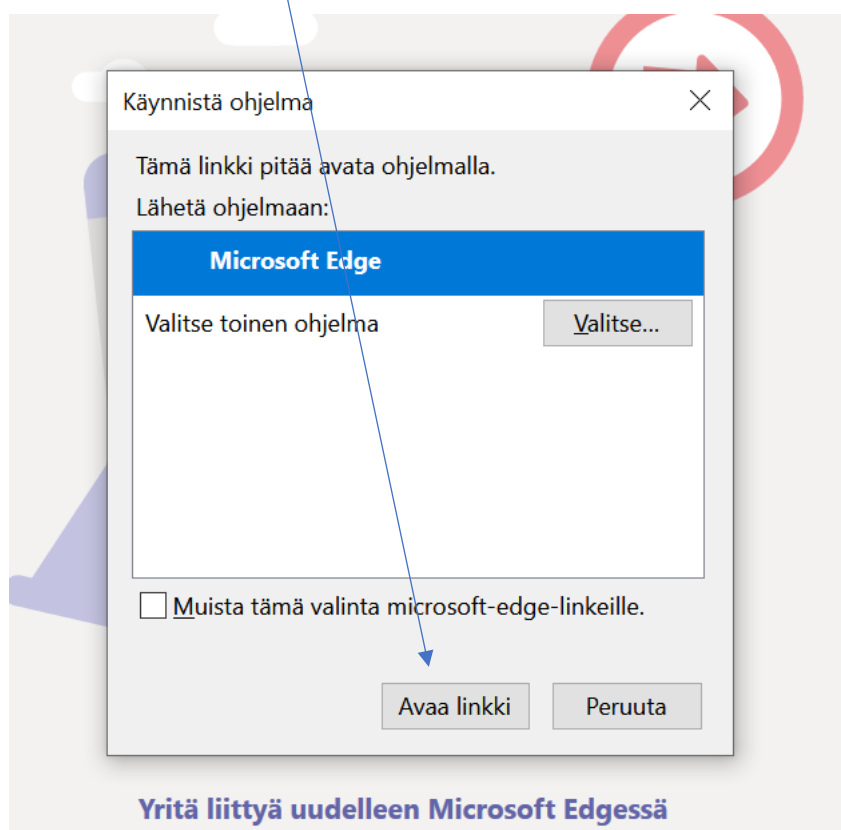 Käynnistä ohjelma
Tämä linkki pitää avata ohjelmalla.
Lähetä ohjelmaan:
Microsoft Edge
Valitse toinen ohjelma
Valitse...
Muista tämä valinta microsoft-edge-linkeille.
Avaa linkki
Peruuta
Yritä liittyä uudelleen Microsoft Edgessä